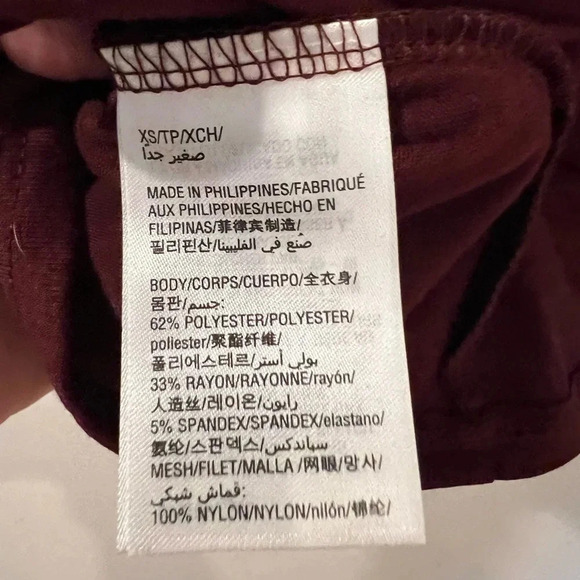 XS/TP/XCH/
صغير جداً
MADE IN PHILIPPINES/FABRIQUÉ
AUX PHILIPPINES/HECHO EN
FILIPINAS/菲律宾制造/
필리핀산/صُنع في الفليبينا
BODY/CORPS/CUERPO/全衣身/
몸판/جسم:
62% POLYESTER/POLYESTER/
poliester/聚酯纤维/
폴리에스테르/بولي أستر
33% RAYON/RAYONNE/rayón/
人造丝/레이온/رايون
5% SPANDEX/SPANDEX/elastano/
氨纶/스판덱스/سباندكس
MESH/FILET/MALLA /网眼/망사/
قماش شبكي:
100% NYLON/NYLON/nilón/锦纶/